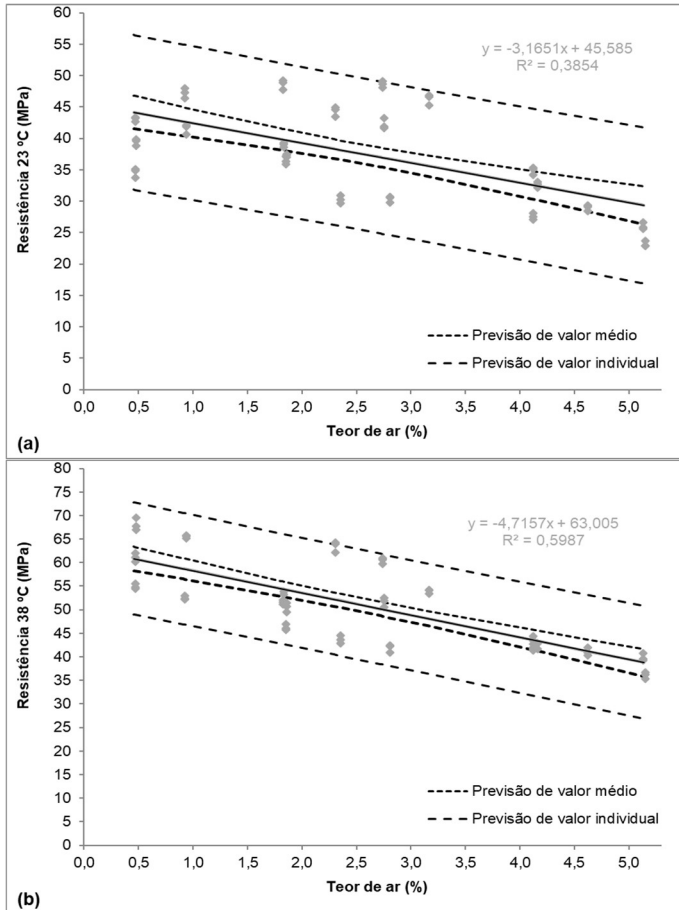 60
55
50
45
40
35
30
25
20
15
10
5
0
Resistência 23 ºC (MPa)
y = -3,1651x + 45,585
R² = 0,3854
Previsão de valor médio
Previsão de valor individual
0,0 0,5 1,0 1,5 2,0 2,5 3,0 3,5 4,0 4,5 5,0
Teor de ar (%)
(a)
80
75
70
65
60
55
50
45
40
35
30
25
20
15
10
5
0
Resistência 38 ºC (MPa)
y = -4,7157x + 63,005
R² = 0,5987
Previsão de valor médio
Previsão de valor individual
0,0 0,5 1,0 1,5 2,0 2,5 3,0 3,5 4,0 4,5 5,0
Teor de ar (%)
(b)